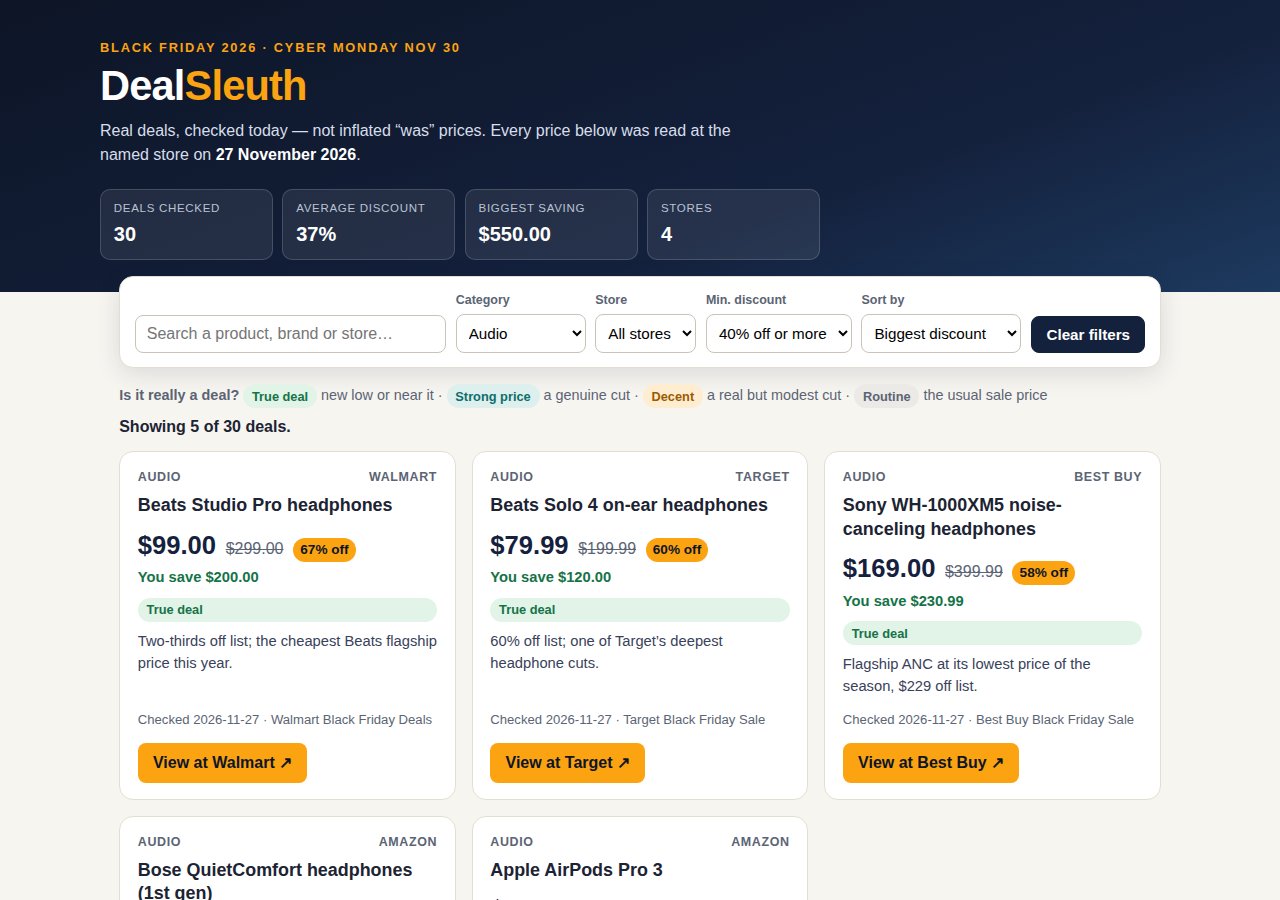 BLACK FRIDAY 2026 · CYBER MONDAY NOV 30
DealSleuth
Real deals, checked today — not inflated “was” prices. Every price below was read at the
named store on 27 November 2026.
DEALS CHECKED
30
AVERAGE DISCOUNT
37%
BIGGEST SAVING
$550.00
STORES
4
Search a product, brand or store…
Category
Audio
Store
All stores
Min. discount
40% off or more
Sort by
Biggest discount
Clear filters
Is it really a deal? True deal new low or near it · Strong price a genuine cut · Decent a real but modest cut · Routine the usual sale price
Showing 5 of 30 deals.
AUDIO WALMART
Beats Studio Pro headphones
$99.00 $299.00 67% off
You save $200.00
True deal
Two-thirds off list; the cheapest Beats flagship
price this year.
Checked 2026-11-27 · Walmart Black Friday Deals
View at Walmart ↗
AUDIO TARGET
Beats Solo 4 on-ear headphones
$79.99 $199.99 60% off
You save $120.00
True deal
60% off list; one of Target’s deepest
headphone cuts.
Checked 2026-11-27 · Target Black Friday Sale
View at Target ↗
AUDIO BEST BUY
Sony WH-1000XM5 noise-
canceling headphones
$169.00 $399.99 58% off
You save $230.99
True deal
Flagship ANC at its lowest price of the
season, $229 off list.
Checked 2026-11-27 · Best Buy Black Friday Sale
View at Best Buy ↗
AUDIO AMAZON
Bose QuietComfort headphones
(1st gen)
AUDIO AMAZON
Apple AirPods Pro 3